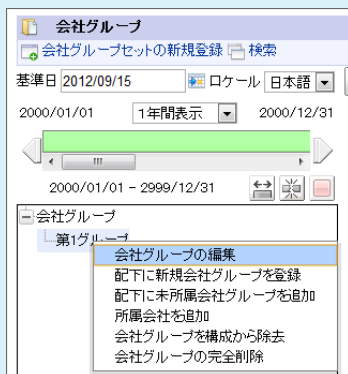 会社グループ
会社グループセットの新規登録 検索
基準日 2012/09/15 ロケール 日本語
2000/01/01 1年間表示 2000/12/31
2000/01/01 - 2999/12/31
会社グループ
第1グループ
会社グループの編集
配下に新規会社グループを登録
配下に未所属会社グループを追加
所属会社を追加
会社グループを構成から除去
会社グループの完全削除